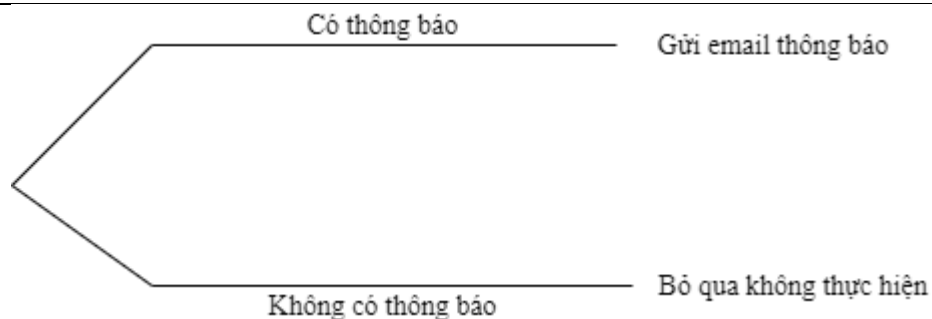 Có thông báo
Gửi email thông báo
Bỏ qua không thực hiện
Không có thông báo